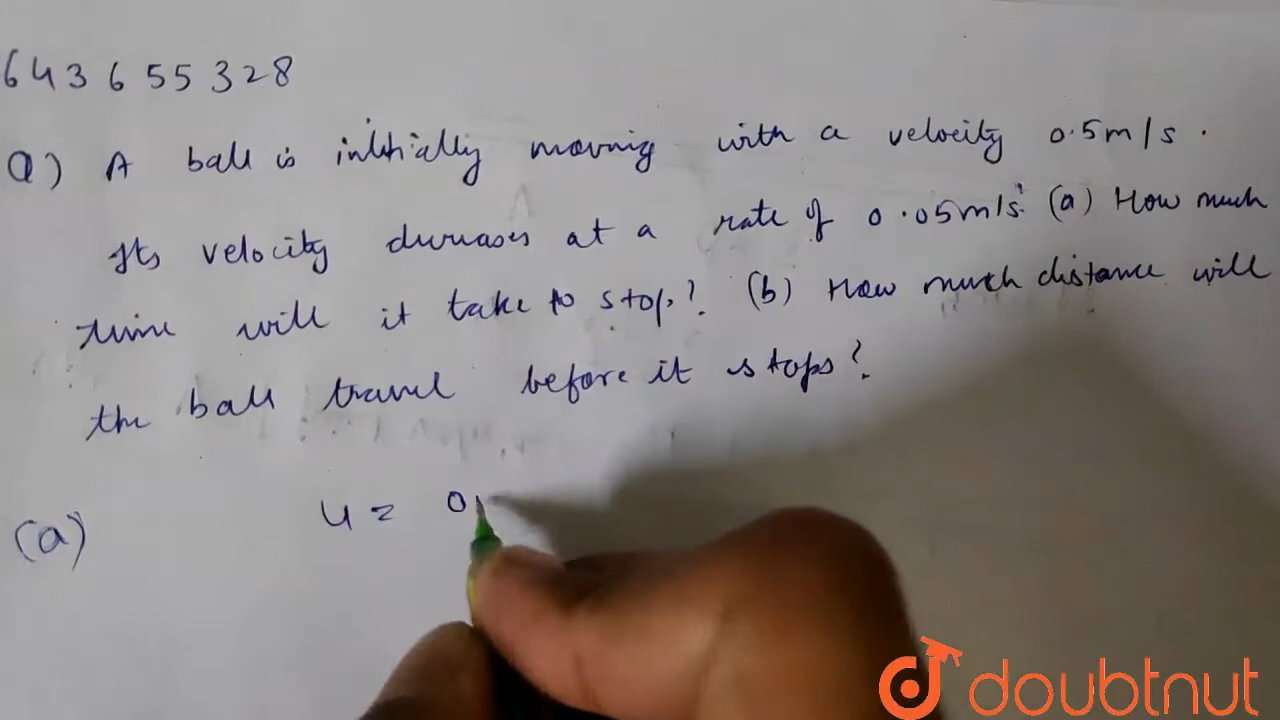 643655328
Q) A ball is initially moving with a velocity 0.5m/s.
Its velocity decreases at a rate of 0.05m/s² (a) How much
time will it take to stop? (b) How much distance will
the ball travel before it stops?
(a) u = 0.
doubtnut